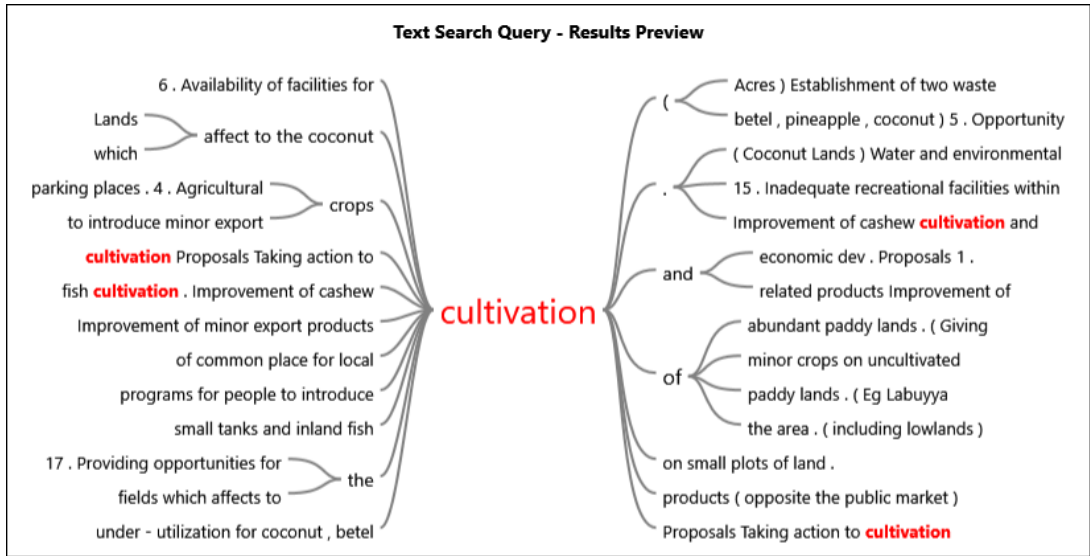 Text Search Query - Results Preview
6 . Availability of facilities for
Lands
which
affect to the coconut
parking places . 4 . Agricultural
to introduce minor export
crops
cultivation Proposals Taking action to
fish cultivation . Improvement of cashew
Improvement of minor export products
of common place for local
programs for people to introduce
small tanks and inland fish
17 . Providing opportunities for
fields which affects to
the
under - utilization for coconut , betel
cultivation
(
Acres ) Establishment of two waste
betel , pineapple , coconut ) 5 . Opportunity
.
( Coconut Lands ) Water and environmental
15 . Inadequate recreational facilities within
Improvement of cashew cultivation and
and
economic dev . Proposals 1 .
related products Improvement of
of
abundant paddy lands . ( Giving
minor crops on uncultivated
paddy lands . ( Eg Labuyya
the area . ( including lowlands )
on small plots of land .
products ( opposite the public market )
Proposals Taking action to cultivation